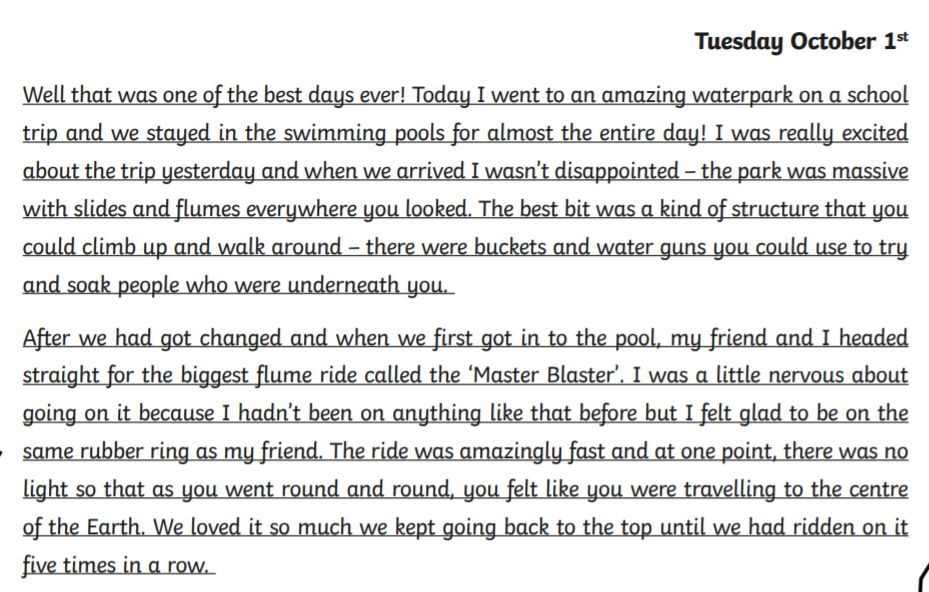 Tuesday October 1st
Well that was one of the best days ever! Today I went to an amazing waterpark on a school
trip and we stayed in the swimming pools for almost the entire day! I was really excited
about the trip yesterday and when we arrived I wasn’t disappointed – the park was massive
with slides and flumes everywhere you looked. The best bit was a kind of structure that you
could climb up and walk around – there were buckets and water guns you could use to try
and soak people who were underneath you.
After we had got changed and when we first got in to the pool, my friend and I headed
straight for the biggest flume ride called the ‘Master Blaster’. I was a little nervous about
going on it because I hadn’t been on anything like that before but I felt glad to be on the
same rubber ring as my friend. The ride was amazingly fast and at one point, there was no
light so that as you went round and round, you felt like you were travelling to the centre
of the Earth. We loved it so much we kept going back to the top until we had ridden on it
five times in a row.